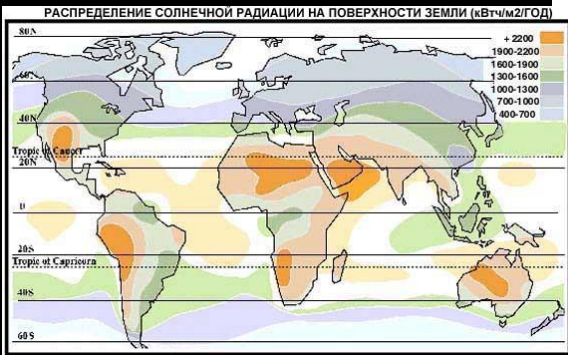 РАСПРЕДЕЛЕНИЕ СОЛНЕЧНОЙ РАДИАЦИИ НА ПОВЕРХНОСТИ ЗЕМЛИ (кВтч/м2/ГОД)
80N
+ 2200
1900-2200
1600-1900
1300-1600
1000-1300
700-1000
400-700
60N
40N
Tropic of Cancer
20N
0
20S
Tropic of Capricorn
40S
60S